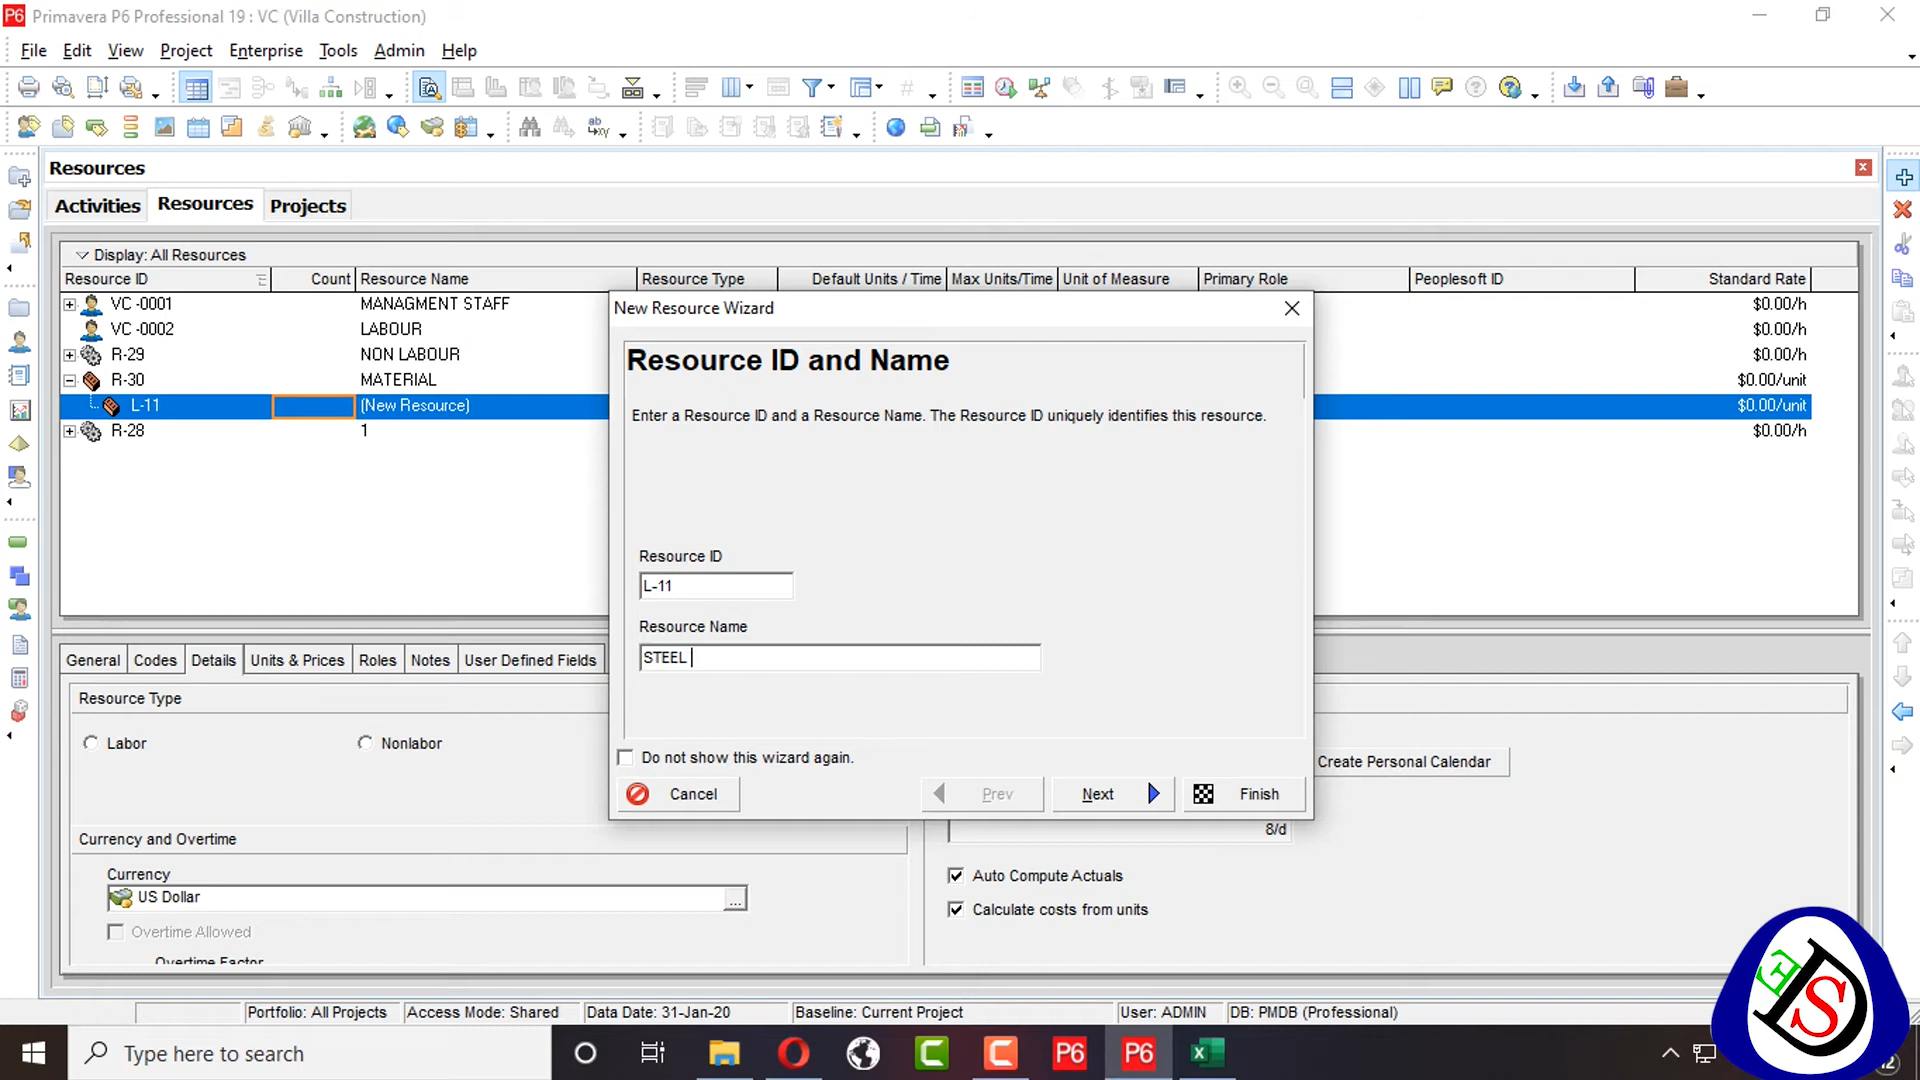 P6 Primavera P6 Professional 19 : VC (Villa Construction)
File Edit View Project Enterprise Tools Admin Help
Resources
Activities Resources Projects
Display: All Resources
Resource ID Count Resource Name Resource Type Default Units / Time Max Units/Time Unit of Measure Primary Role Peoplesoft ID Standard Rate
VC -0001 MANAGMENT STAFF $0.00/h
VC -0002 LABOUR $0.00/h
R-29 NON LABOUR $0.00/h
R-30 MATERIAL $0.00/unit
L-11 (New Resource) $0.00/unit
R-28 1 $0.00/h
New Resource Wizard
Resource ID and Name
Enter a Resource ID and a Resource Name. The Resource ID uniquely identifies this resource.
Resource ID
L-11
Resource Name
STEEL
Do not show this wizard again.
Cancel Prev Next Finish
General Codes Details Units & Prices Roles Notes User Defined Fields
Resource Type
Labor Nonlabor
Create Personal Calendar
8/d
Currency and Overtime
Currency
US Dollar ...
Overtime Allowed
Overtime Factor
Auto Compute Actuals
Calculate costs from units
Portfolio: All Projects Access Mode: Shared Data Date: 31-Jan-20 Baseline: Current Project User: ADMIN DB: PMDB (Professional)
Type here to search
P6 P6
E D S